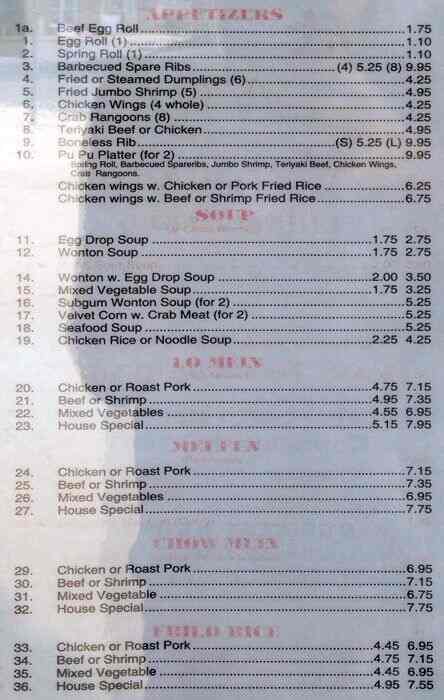 APPETIZERS
1a. Beef Egg Roll 1.75
1. Egg Roll (1) 1.10
2. Spring Roll (1) 1.10
3. Barbecued Spare Ribs (4) 5.25 (8) 9.95
4. Fried or Steamed Dumplings (6) 4.25
5. Fried Jumbo Shrimp (5) 4.95
6. Chicken Wings (4 whole) 4.25
7. Crab Rangoons (8) 4.25
8. Teriyaki Beef or Chicken 4.95
9. Boneless Rib (S) 5.25 (L) 9.95
10. Pu Pu Platter (for 2) 9.95
Spring Roll, Barbecued Spareribs, Jumbo Shrimp, Teriyaki Beef, Chicken Wings,
Crab Rangoons.
Chicken wings w. Chicken or Pork Fried Rice 6.25
Chicken wings w. Beef or Shrimp Fried Rice 6.75
SOUP
11. Egg Drop Soup 1.75 2.75
12. Wonton Soup 1.75 2.75
14. Wonton w. Egg Drop Soup 2.00 3.50
15. Mixed Vegetable Soup 1.75 3.25
16. Subgum Wonton Soup (for 2) 5.25
17. Velvet Corn w. Crab Meat (for 2) 5.25
18. Seafood Soup 5.25
19. Chicken Rice or Noodle Soup 2.25 4.25
LO MEIN
20. Chicken or Roast Pork 4.75 7.15
21. Beef or Shrimp 4.95 7.35
22. Mixed Vegetables 4.55 6.95
23. House Special 5.15 7.95
MEI FUN
24. Chicken or Roast Pork 7.15
25. Beef or Shrimp 7.35
26. Mixed Vegetables 6.95
27. House Special 7.75
CHOW MEIN
29. Chicken or Roast Pork 6.95
30. Beef or Shrimp 7.15
31. Mixed Vegetable 6.75
32. House Special 7.75
FRIED RICE
33. Chicken or Roast Pork 4.45 6.95
34. Beef or Shrimp 4.75 7.15
35. Mixed Vegetable 4.45 6.95
36. House Special 4.95 7.55